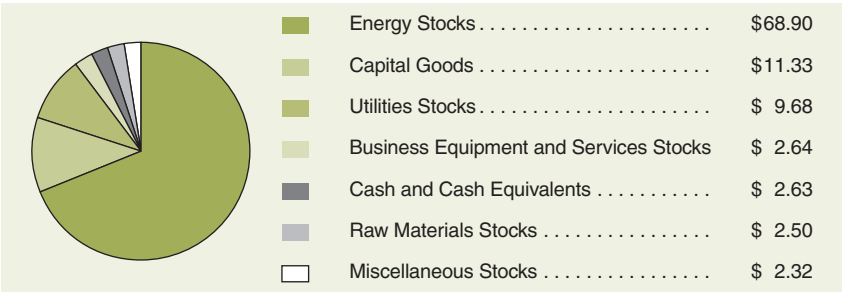 Energy Stocks . . . . . . . . . . . . . . . . . . . . . . $68.90
Capital Goods . . . . . . . . . . . . . . . . . . . . . . $11.33
Utilities Stocks . . . . . . . . . . . . . . . . . . . . . . $ 9.68
Business Equipment and Services Stocks $ 2.64
Cash and Cash Equivalents . . . . . . . . . . . $ 2.63
Raw Materials Stocks . . . . . . . . . . . . . . . . $ 2.50
Miscellaneous Stocks . . . . . . . . . . . . . . . . $ 2.32